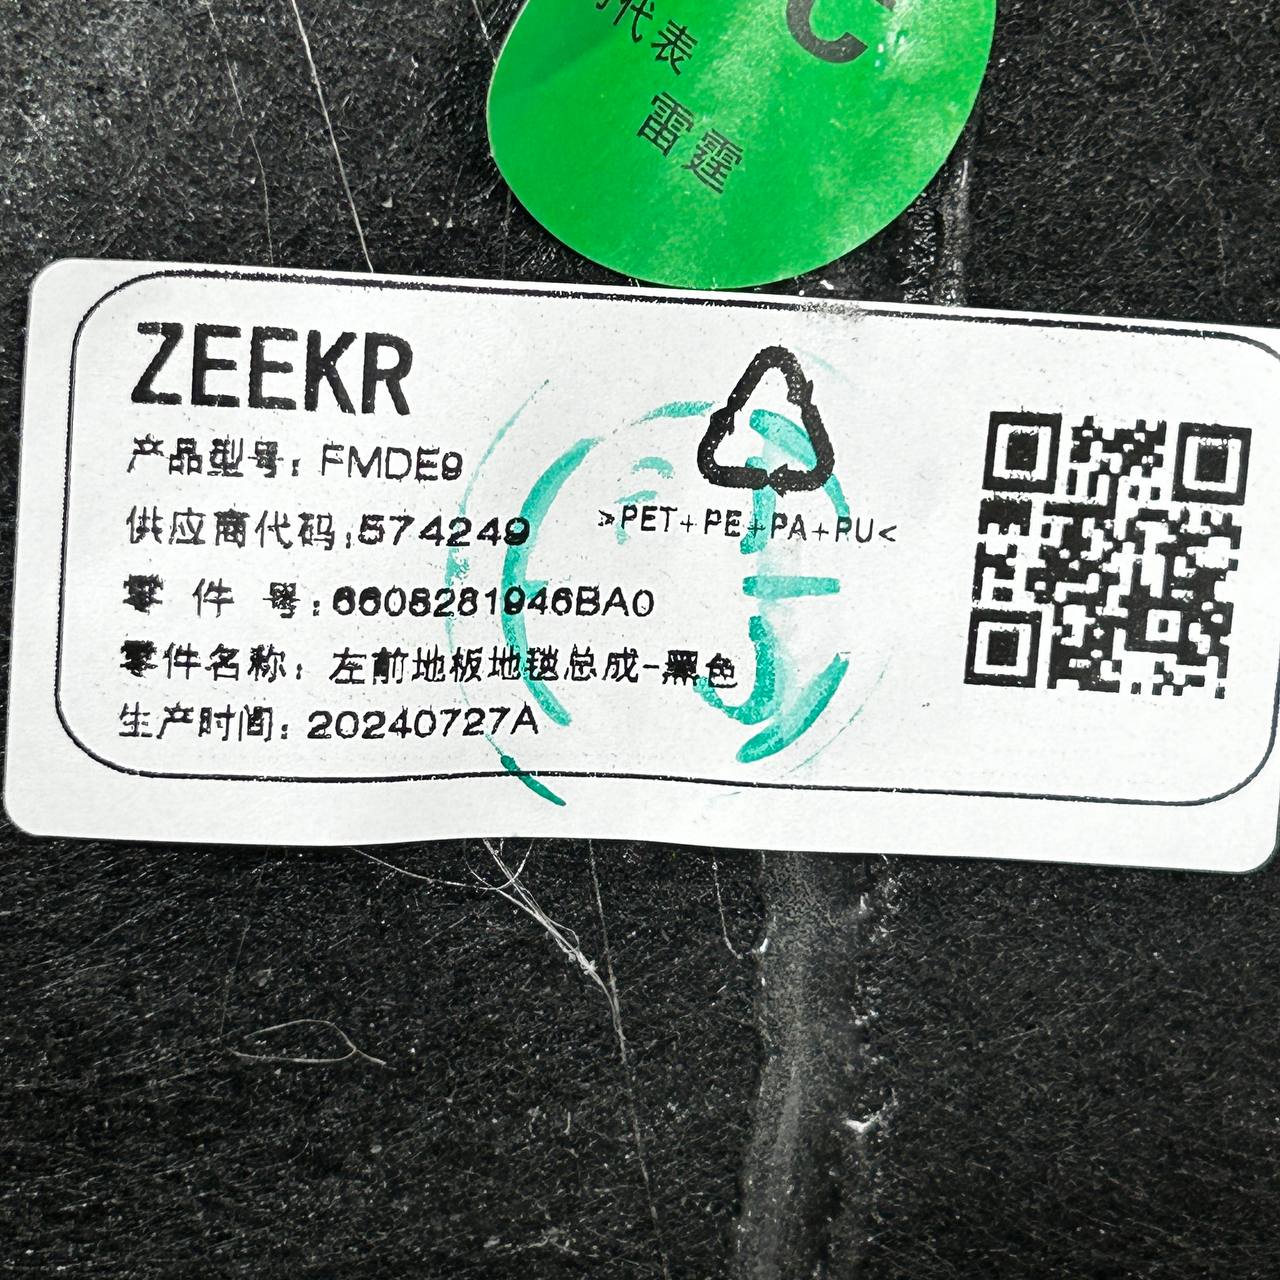 代表
C
雷霆
ZEEKR
产品型号: FMDE9
>PET+PE+PA+PU<
供应商代码:574249
零 件 号:6608281946BA0
零件名称: 左前地板地毯总成-黑色
生产时间: 20240727A